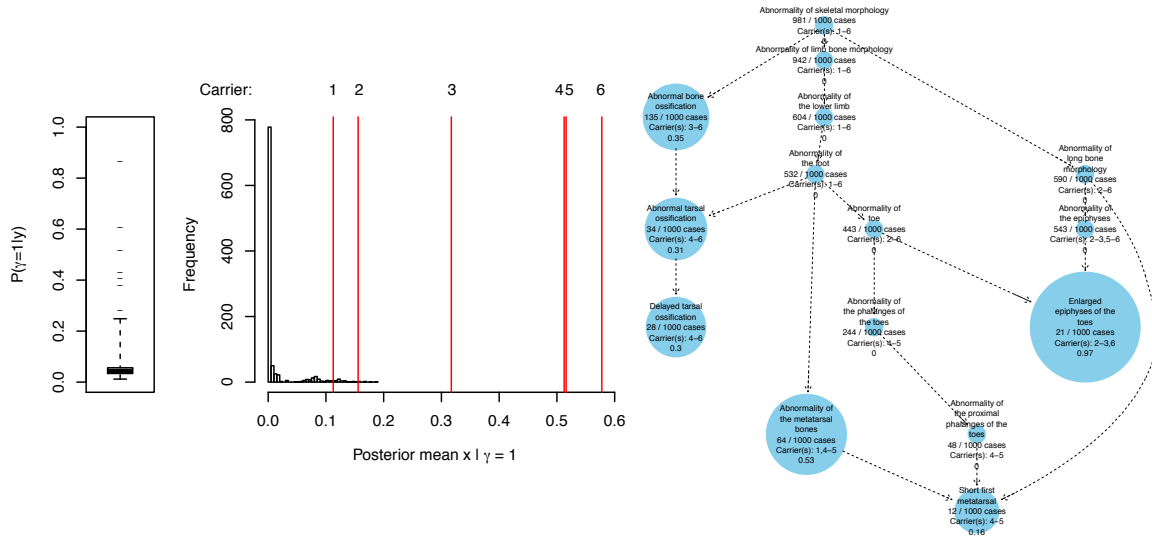 P(γ=1|y)
0.0
0.2
0.4
0.6
0.8
1.0
Carrier:
1
2
3
4
5
6
Frequency
0
200
400
600
800
0.0
0.1
0.2
0.3
0.4
0.5
0.6
Posterior mean x | γ = 1
Abnormality of skeletal morphology
981 / 1000 cases
Carrier(s): 1−6
0
Abnormality of limb bone morphology
942 / 1000 cases
Carrier(s): 1−6
0
Abnormal bone
ossification
135 / 1000 cases
Carrier(s): 3−6
0.35
Abnormality of
the lower limb
604 / 1000 cases
Carrier(s): 1−6
0
Abnormality of
the foot
532 / 1000 cases
Carrier(s): 1−6
0
Abnormality of
long bone
morphology
590 / 1000 cases
Carrier(s): 2−6
0
Abnormal tarsal
ossification
34 / 1000 cases
Carrier(s): 4−6
0.31
Abnormality of
toe
443 / 1000 cases
Carrier(s): 2−6
0
Abnormality of
the epiphyses
543 / 1000 cases
Carrier(s): 2−3,5−6
0
Delayed tarsal
ossification
28 / 1000 cases
Carrier(s): 4−6
0.3
Abnormality of
the phalanges of
the toes
244 / 1000 cases
Carrier(s): 4−5
0
Enlarged
epiphyses of the
toes
21 / 1000 cases
Carrier(s): 2−3,6
0.97
Abnormality of
the metatarsal
bones
64 / 1000 cases
Carrier(s): 1,4−5
0.53
Abnormality of
the proximal
phalanges of the
toes
48 / 1000 cases
Carrier(s): 4−5
0
Short first
metatarsal
12 / 1000 cases
Carrier(s): 4−5
0.16